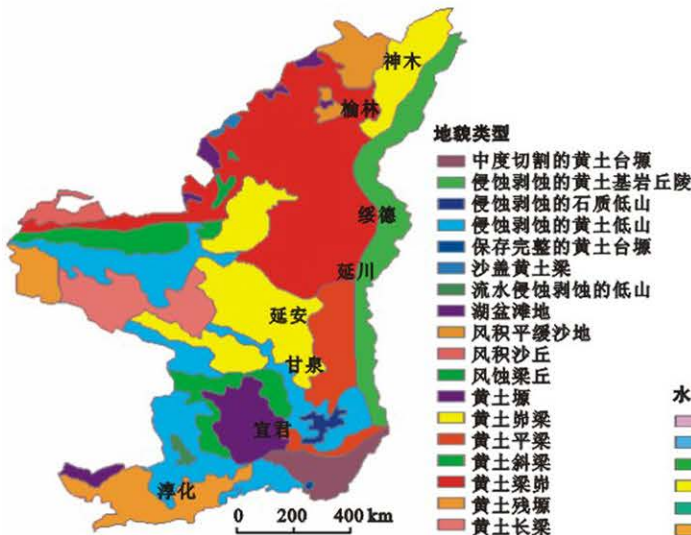 神木
榆林
绥德
延川
延安
甘泉
宜君
淳化
0 200 400 km
地貌类型
中度切割的黄土台塬
侵蚀剥蚀的黄土基岩丘陵
侵蚀剥蚀的石质低山
侵蚀剥蚀的黄土低山
保存完整的黄土台塬
沙盖黄土梁
流水侵蚀剥蚀的低山
湖盆滩地
风积平缓沙地
风积沙丘
风蚀梁丘
黄土塬
黄土峁梁
黄土平梁
黄土斜梁
黄土梁峁
黄土残塬
黄土长梁
水